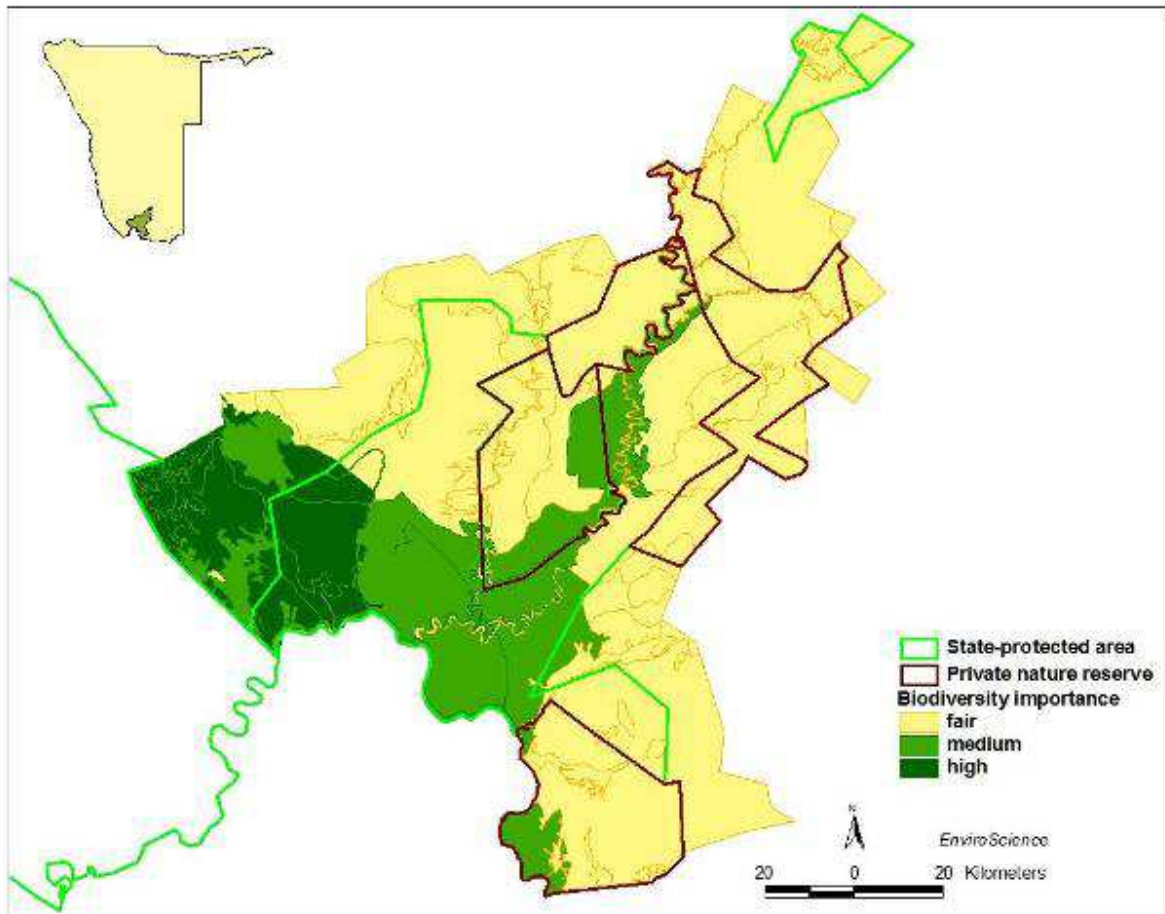 State-protected area
Private nature reserve
Biodiversity importance
fair
medium
high
N
EnviroScience
20 0 20 Kilometers